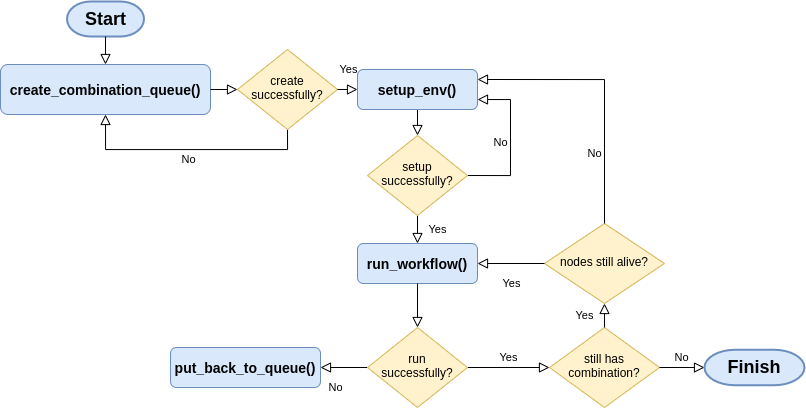 Start
create_combination_queue()
create
successfully?
Yes
setup_env()
No
setup
successfully?
No
No
Yes
run_workflow()
nodes still alive?
Yes
Yes
put_back_to_queue()
No
run
successfully?
Yes
still has
combination?
No
Finish